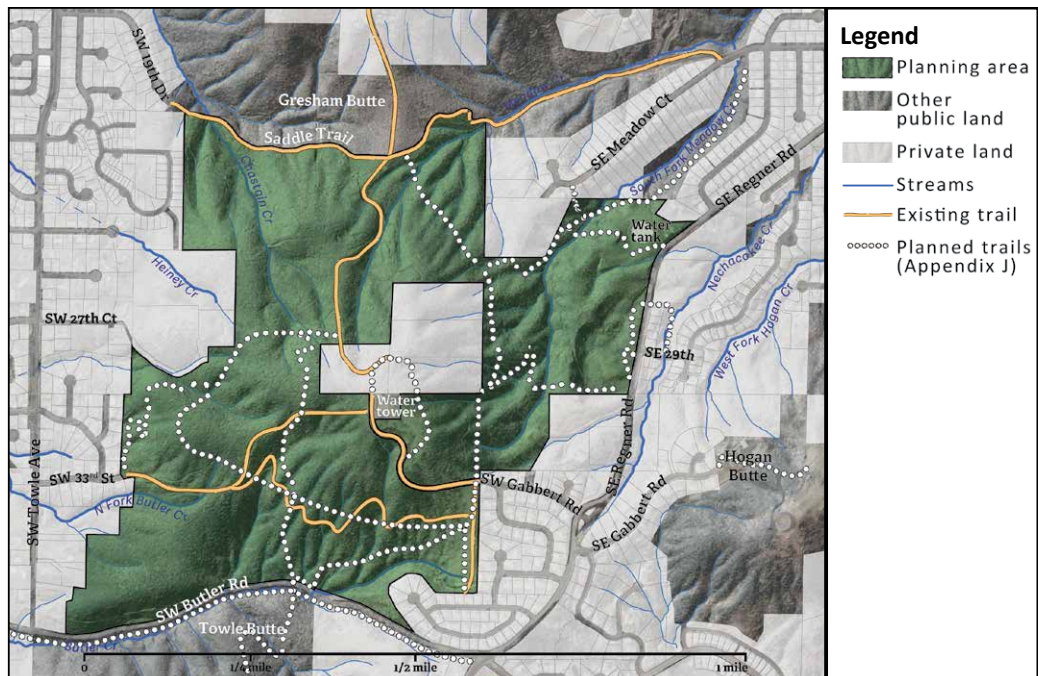 SW 19th Dr
Gresham Butte
Saddle Trail
Chastain Cr
SE Meadow Ct
South Fork Meadow Cr
SE Regner Rd
Water
tank
Nechacokee Cr
Heiney Cr
West Fork Hogan Cr
SW 27th Ct
SE 29th
Water
tower
SW Towle Ave
SE Regner Rd
Hogan
Butte
SW 33rd St
SW Gabbert Rd
SE Gabbert Rd
N Fork Butler Cr
SW Butler Rd
Towle Butte
Butler Cr
0
1/4 mile
1/2 mile
1 mile
Legend
Planning area
Other
public land
Private land
Streams
Existing trail
Planned trails
(Appendix J)